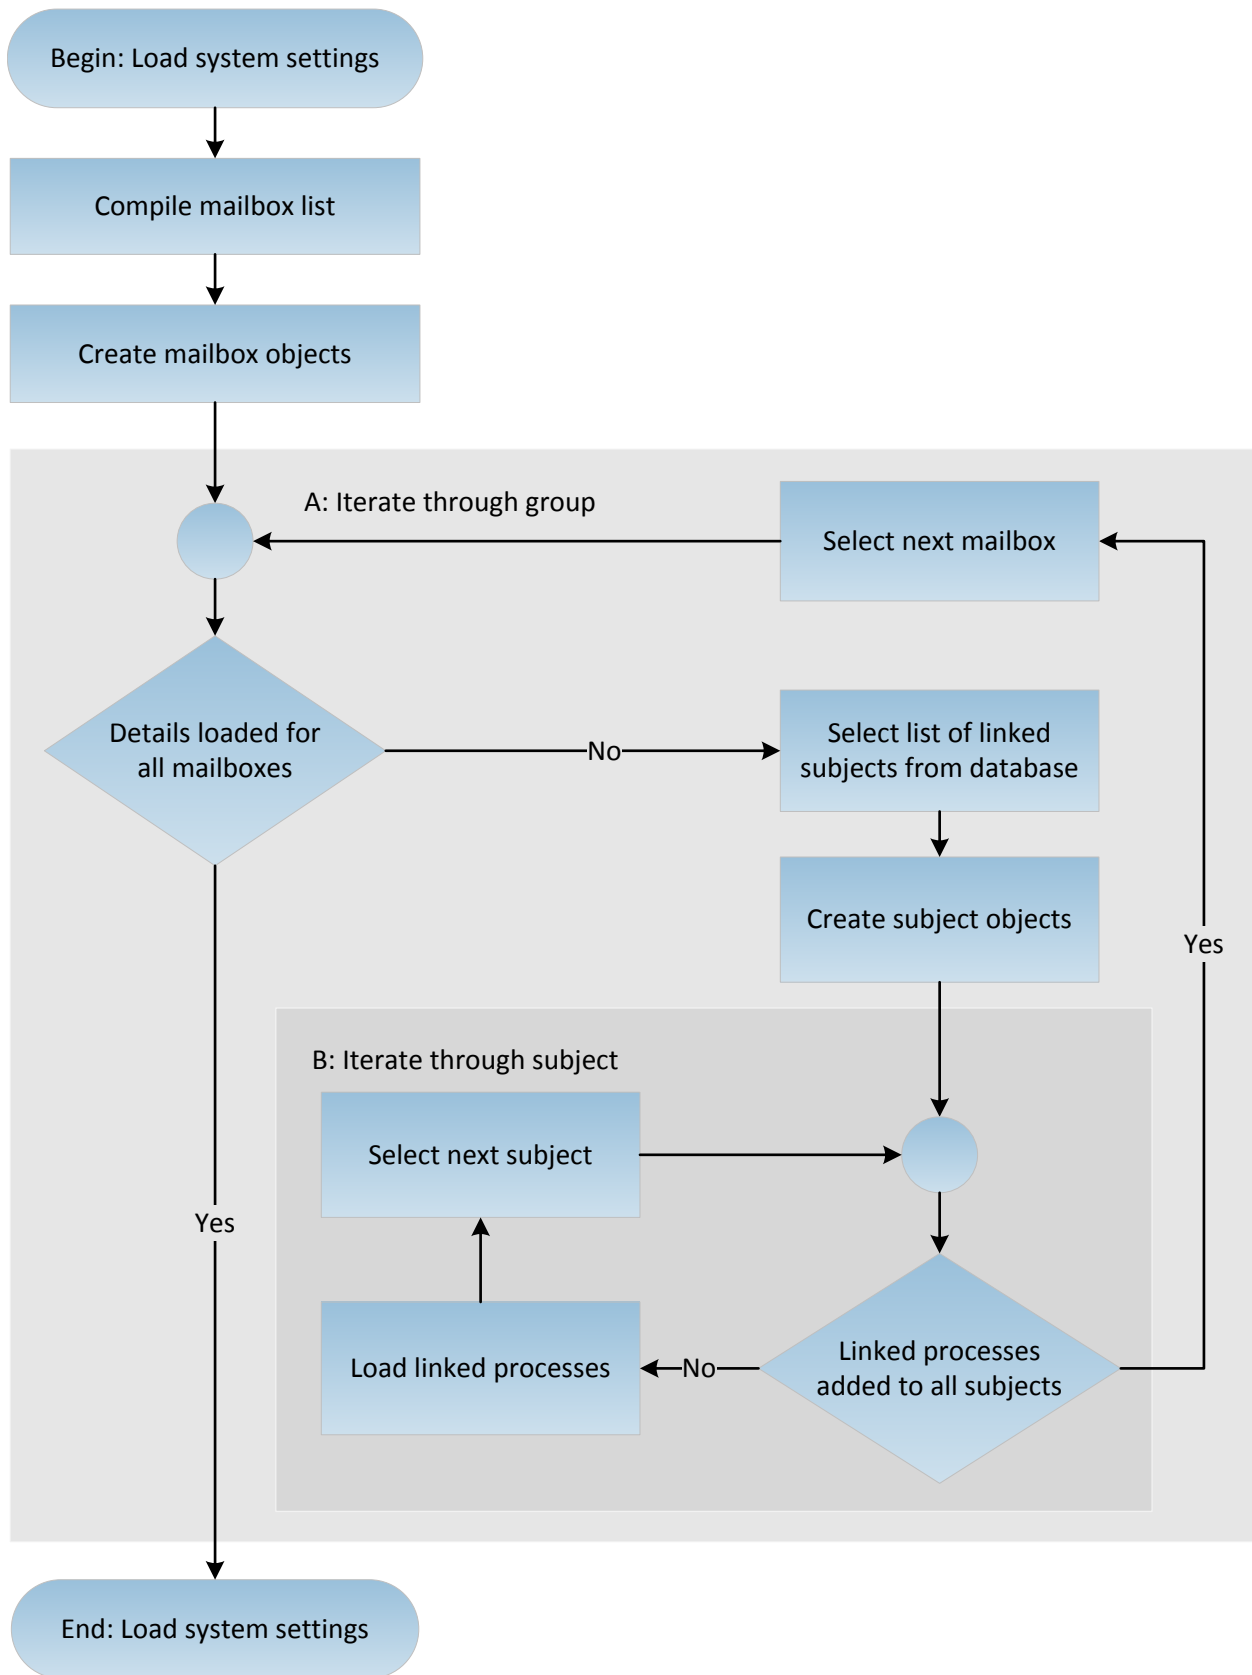 Begin: Load system settings
Compile mailbox list
Create mailbox objects
A: Iterate through group
Select next mailbox
Details loaded for
all mailboxes
No
Select list of linked
subjects from database
Create subject objects
Yes
B: Iterate through subject
Select next subject
Yes
Load linked processes
No
Linked processes
added to all subjects
End: Load system settings